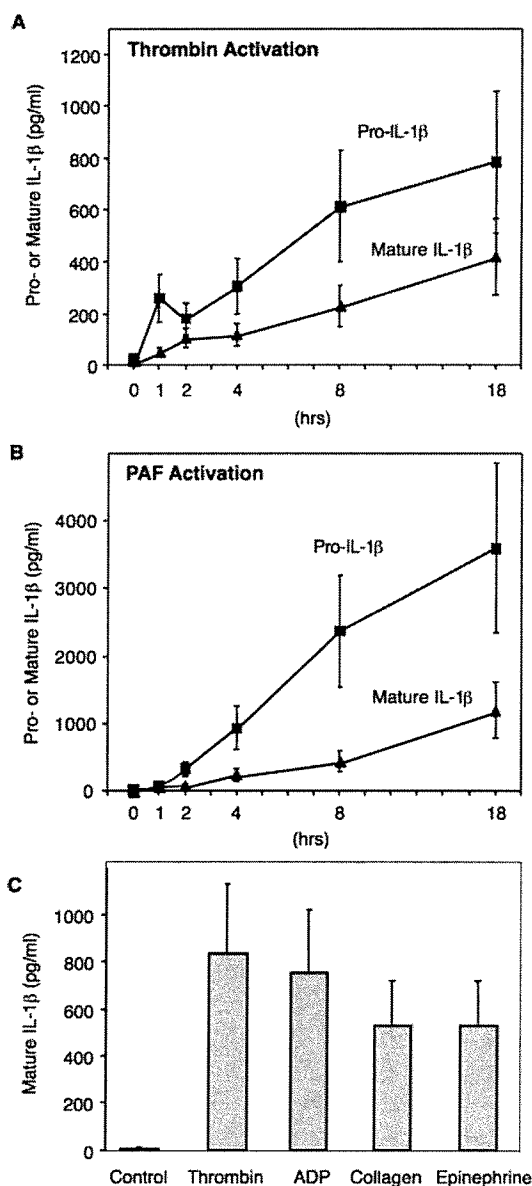 A
Thrombin Activation
1200
1000
800
600
400
200
0
Pro- or Mature IL-1β (pg/ml)
Pro-IL-1β
Mature IL-1β
0 1 2 4 8 18
(hrs)
B
PAF Activation
4000
3000
2000
1000
0
Pro- or Mature IL-1β (pg/ml)
Pro-IL-1β
Mature IL-1β
0 1 2 4 8 18
(hrs)
C
1000
800
600
400
200
0
Mature IL-1β (pg/ml)
Control Thrombin ADP Collagen Epinephrine